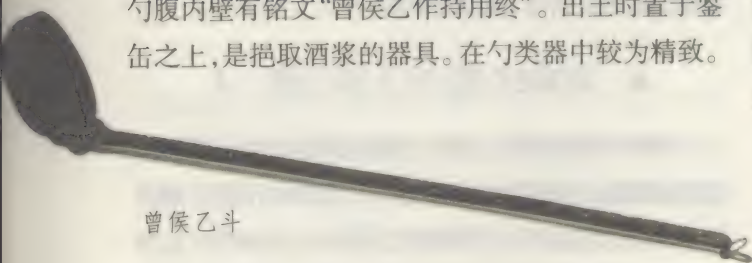 勺腹内壁有铭文“曾侯乙作持用终”。出土时置于鉴
缶之上,是挹取酒浆的器具。在勺类器中较为精致。
曾侯乙斗